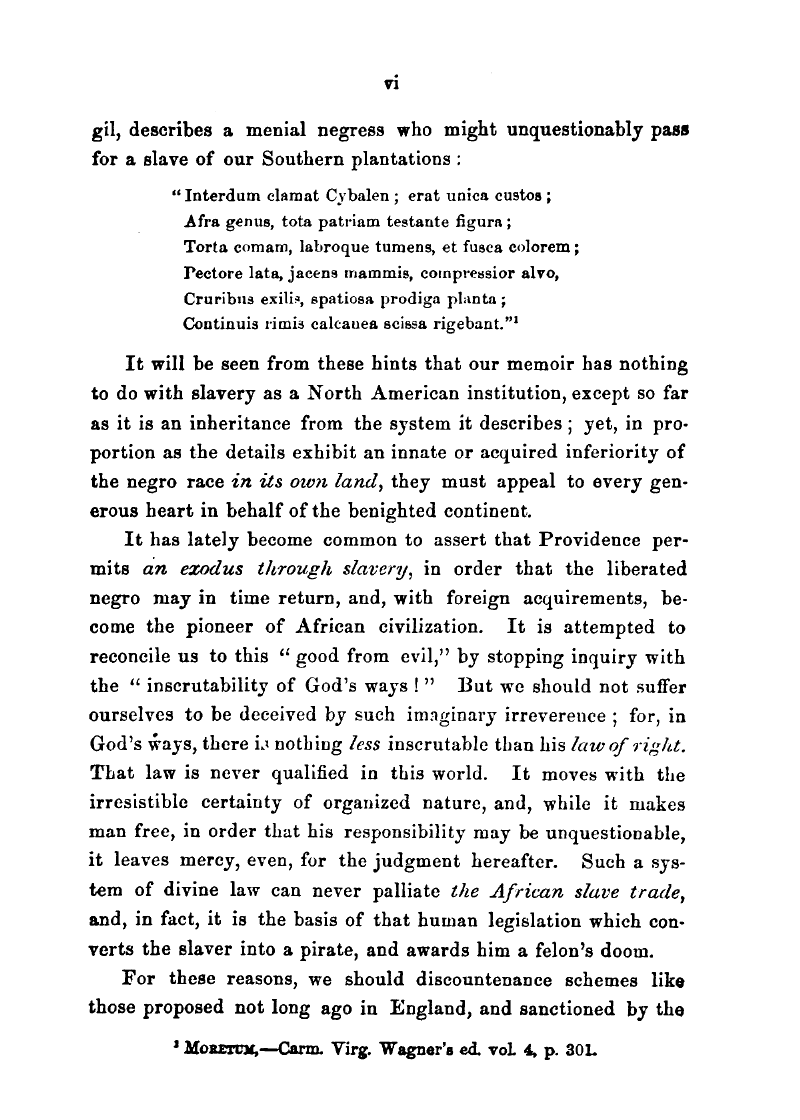 vi
gil, describes a menial negress who might unquestionably pass
for a slave of our Southern plantations :
“ Interdum clamat Cybalen ; erat unica custos ;
Afra genus, tota patriam testante figura ;
Torta comam, labroque tumens, et fusca colorem ;
Pectore lata, jacens mammis, compressior alvo,
Cruribus exilis, spatiosa prodiga planta ;
Continuis rimis calcanea scissa rigebant.”¹
It will be seen from these hints that our memoir has nothing
to do with slavery as a North American institution, except so far
as it is an inheritance from the system it describes ; yet, in pro-
portion as the details exhibit an innate or acquired inferiority of
the negro race in its own land, they must appeal to every gen-
erous heart in behalf of the benighted continent.
It has lately become common to assert that Providence per-
mits an exodus through slavery, in order that the liberated
negro may in time return, and, with foreign acquirements, be-
come the pioneer of African civilization. It is attempted to
reconcile us to this “ good from evil,” by stopping inquiry with
the “ inscrutability of God's ways ! ” But we should not suffer
ourselves to be deceived by such imaginary irreverence ; for, in
God's ways, there is nothing less inscrutable than his law of right.
That law is never qualified in this world. It moves with the
irresistible certainty of organized nature, and, while it makes
man free, in order that his responsibility may be unquestionable,
it leaves mercy, even, for the judgment hereafter. Such a sys-
tem of divine law can never palliate the African slave trade,
and, in fact, it is the basis of that human legislation which con-
verts the slaver into a pirate, and awards him a felon's doom.
For these reasons, we should discountenance schemes like
those proposed not long ago in England, and sanctioned by the
¹ MORETUM,—Carm. Virg. Wagner's ed. vol. 4, p. 301.